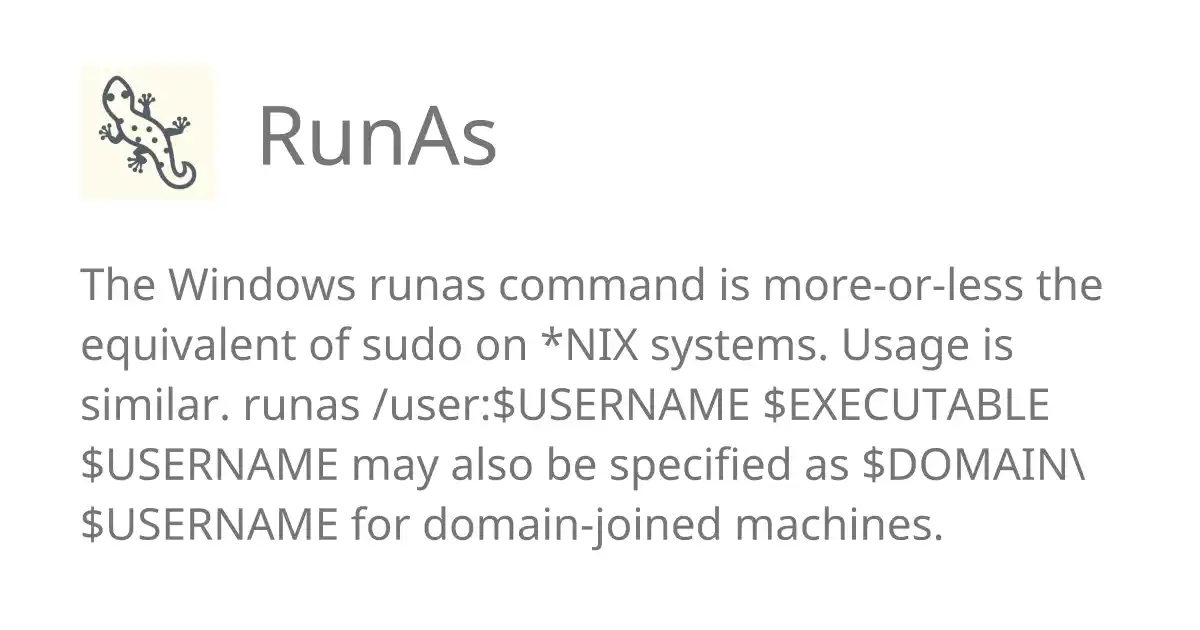 RunAs
The Windows runas command is more-or-less the
equivalent of sudo on *NIX systems. Usage is
similar. runas /user:$USERNAME $EXECUTABLE
$USERNAME may also be specified as $DOMAIN\
$USERNAME for domain-joined machines.